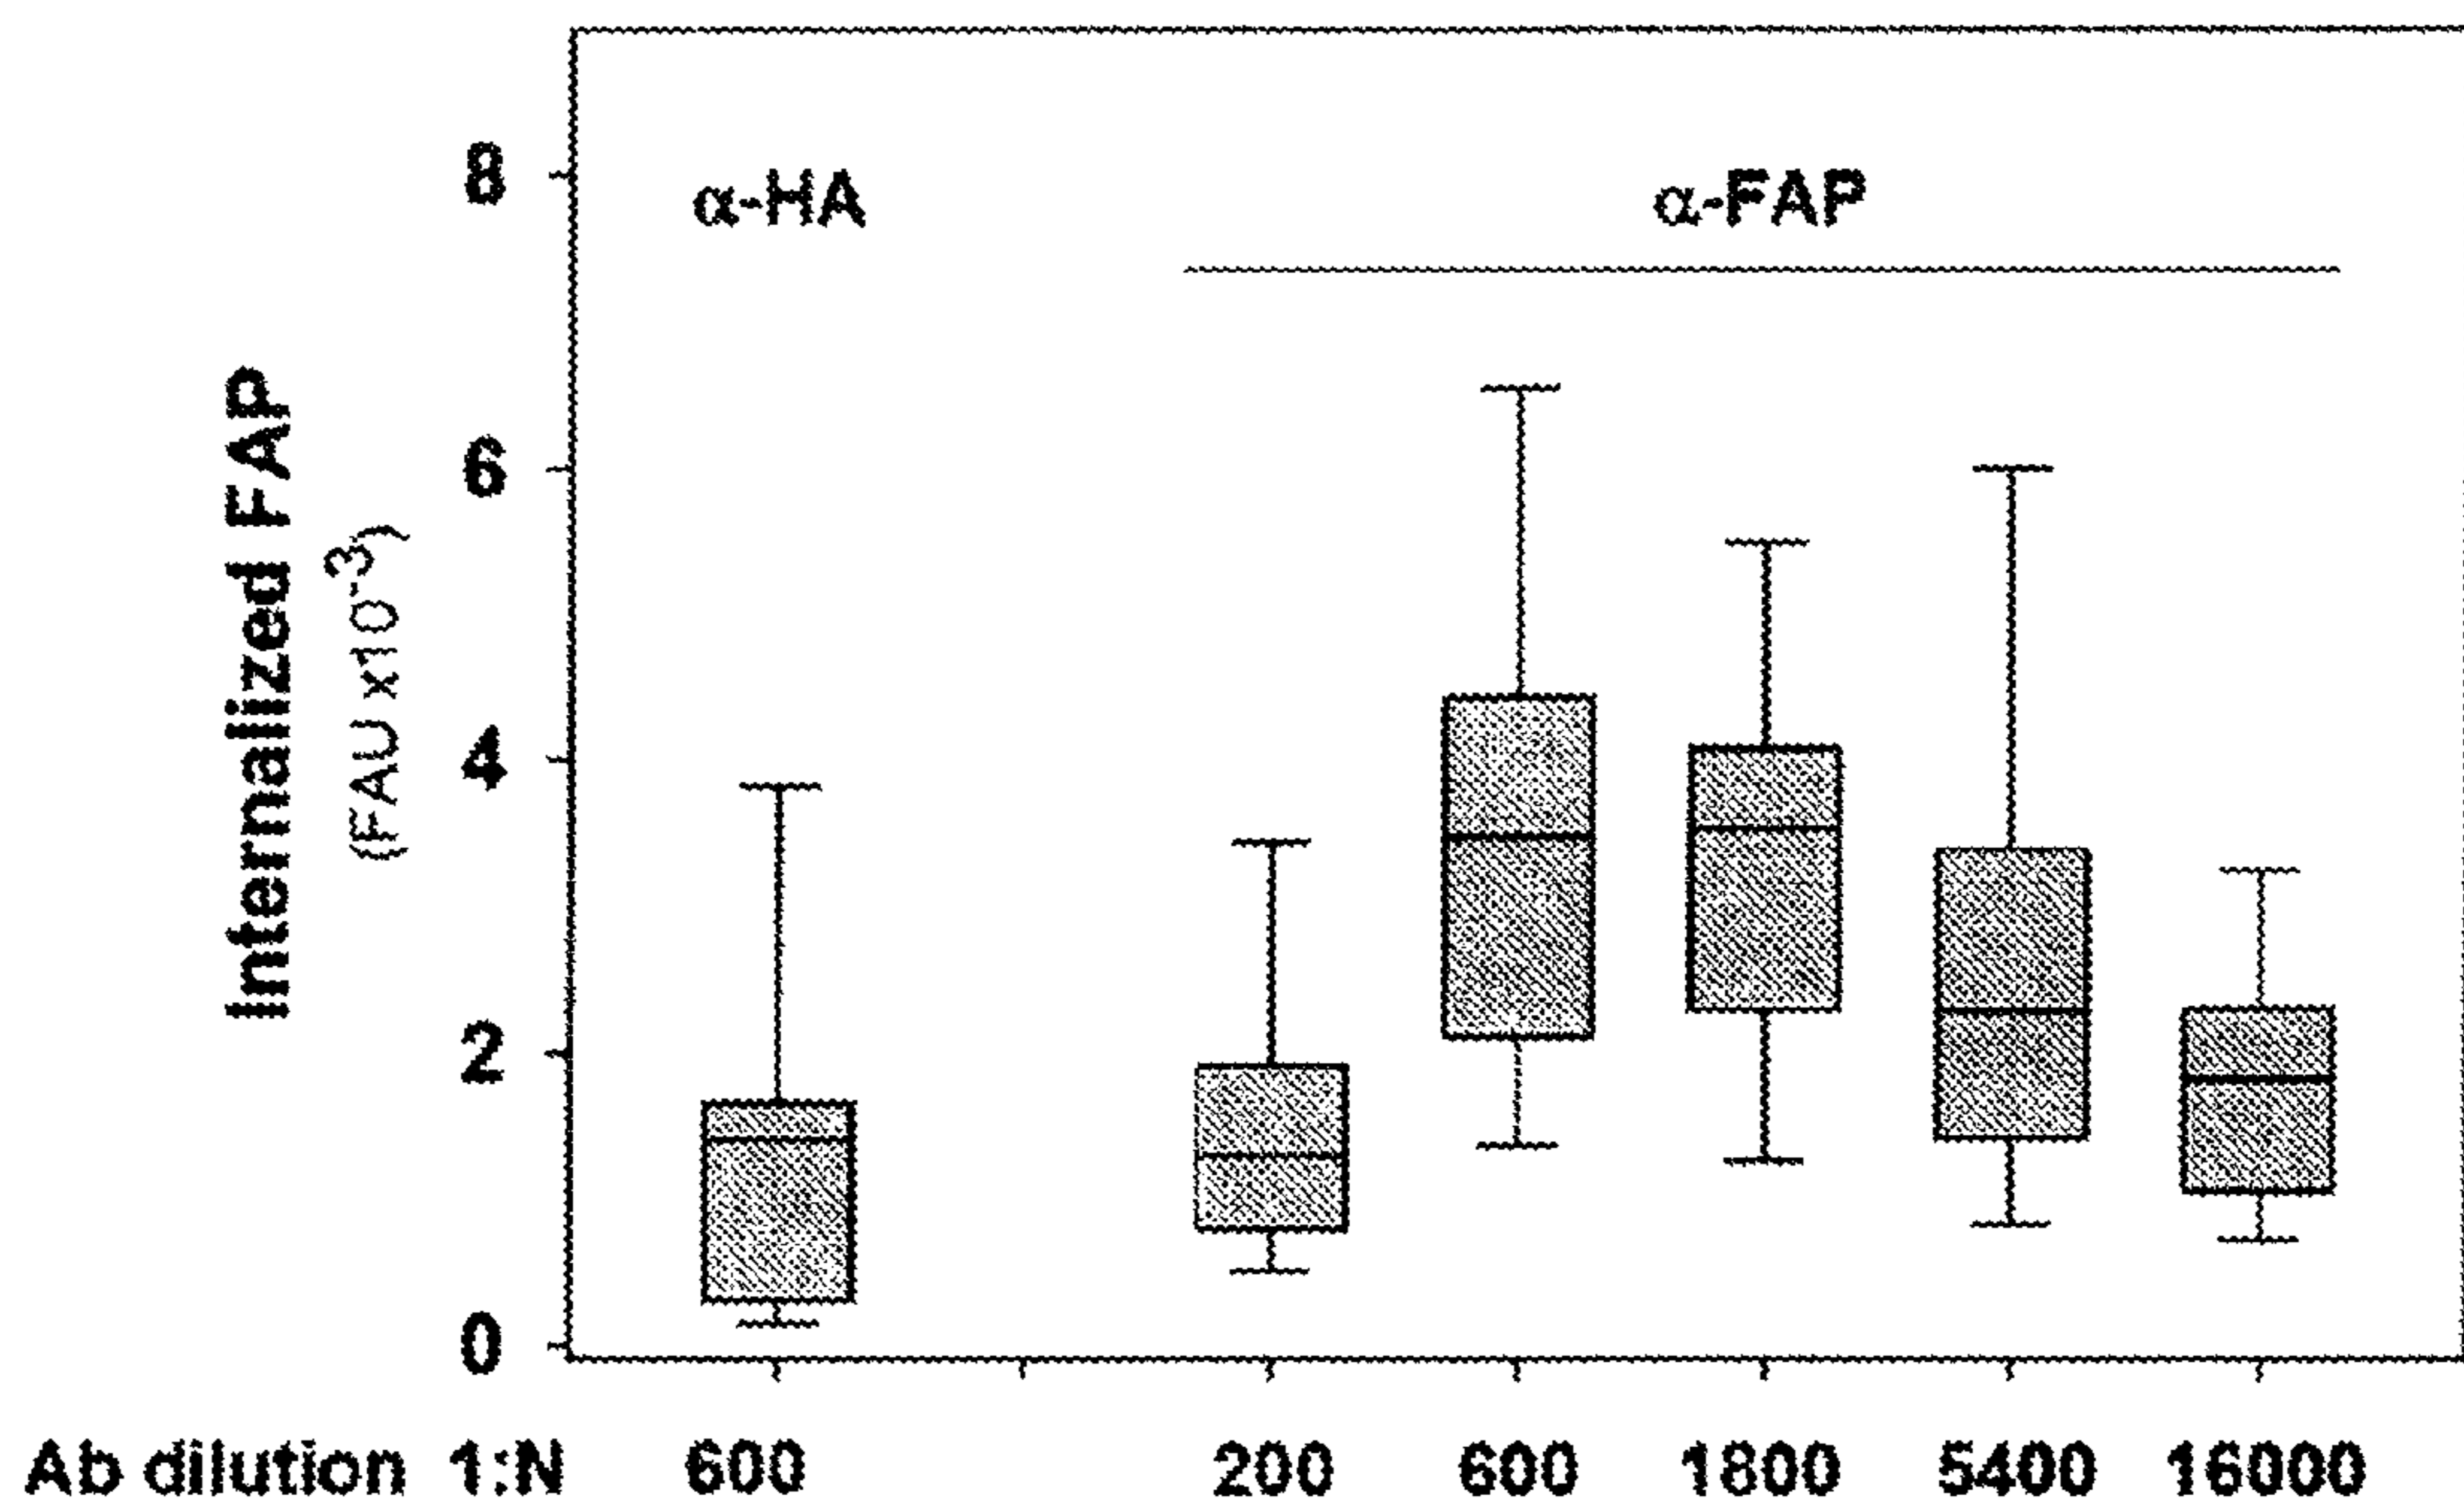 8
α-HA
α-FAP
6
4
2
0
Internalized FAP
(FAU x10⁻³)
Ab dilution 1:N 600 200 600 1800 5400 16000